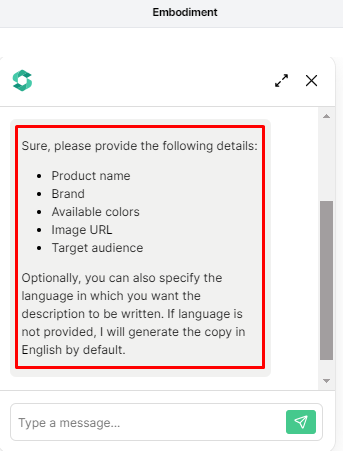 Embodiment
Sure, please provide the following details:
Product name
Brand
Available colors
Image URL
Target audience
Optionally, you can also specify the
language in which you want the
description to be written. If language is
not provided, I will generate the copy in
English by default.
Type a message...